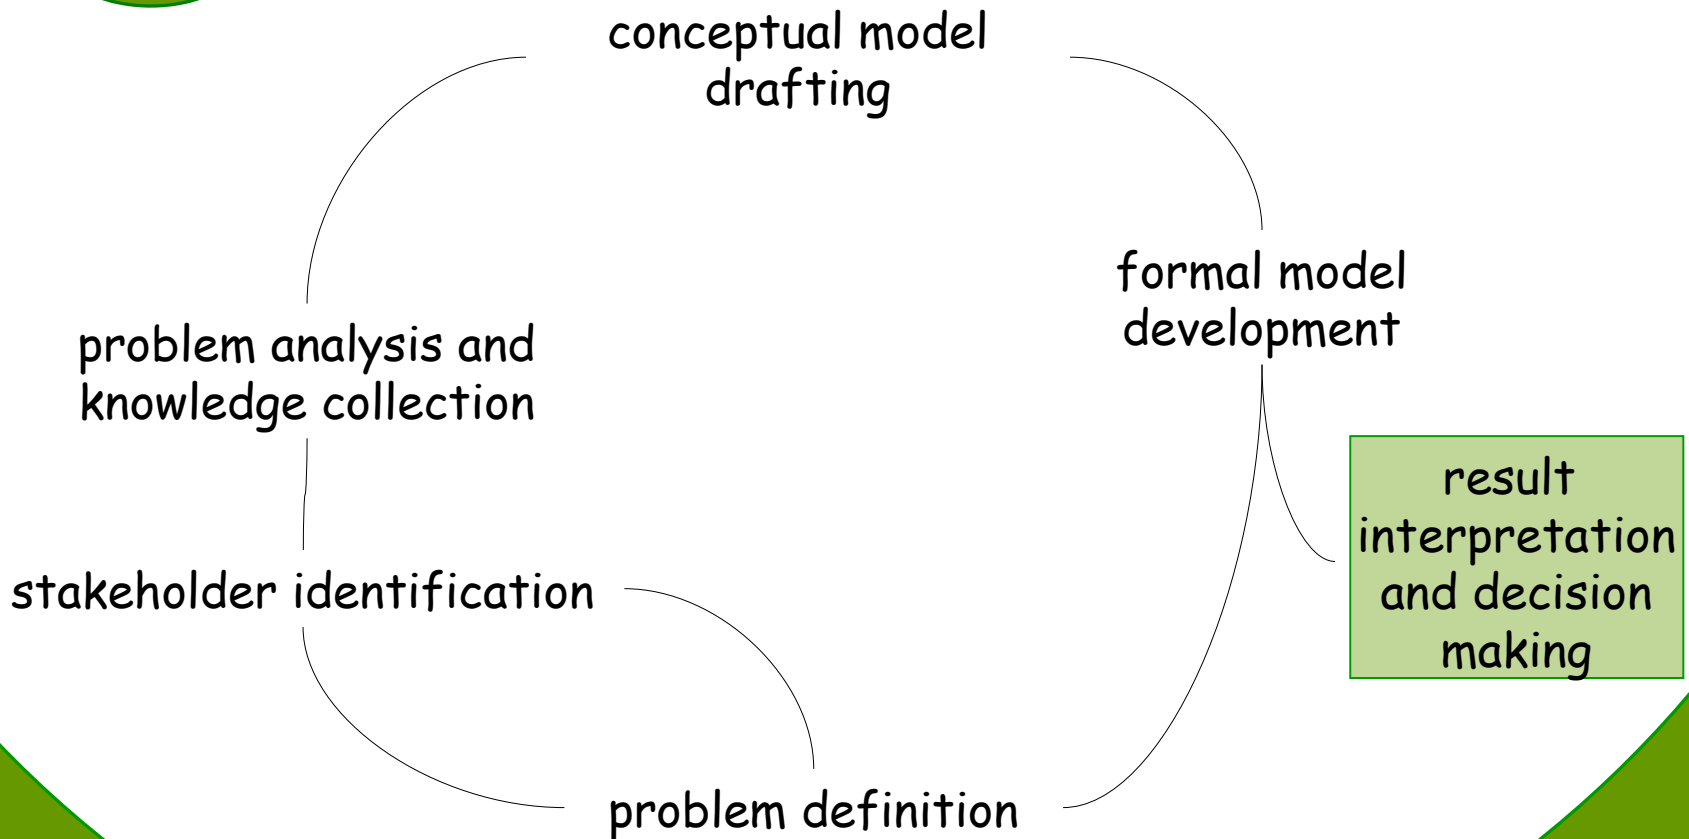 conceptual model
drafting
formal model
development
problem analysis and
knowledge collection
result
interpretation
and decision
making
stakeholder identification
problem definition